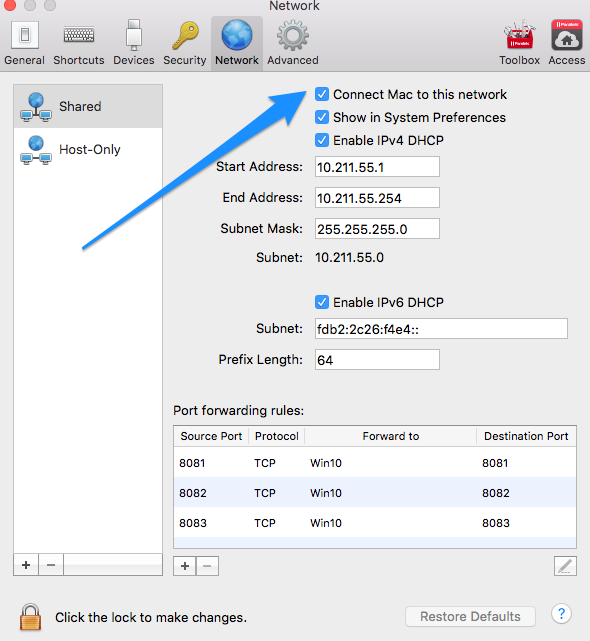 Network
General Shortcuts Devices Security Network Advanced Toolbox Access
Shared
Host-Only
Connect Mac to this network
Show in System Preferences
Enable IPv4 DHCP
Start Address: 10.211.55.1
End Address: 10.211.55.254
Subnet Mask: 255.255.255.0
Subnet: 10.211.55.0
Enable IPv6 DHCP
Subnet: fdb2:2c26:f4e4::
Prefix Length: 64
Port forwarding rules:
Source Port Protocol Forward to Destination Port
8081 TCP Win10 8081
8082 TCP Win10 8082
8083 TCP Win10 8083
+ − + −
Click the lock to make changes. Restore Defaults ?